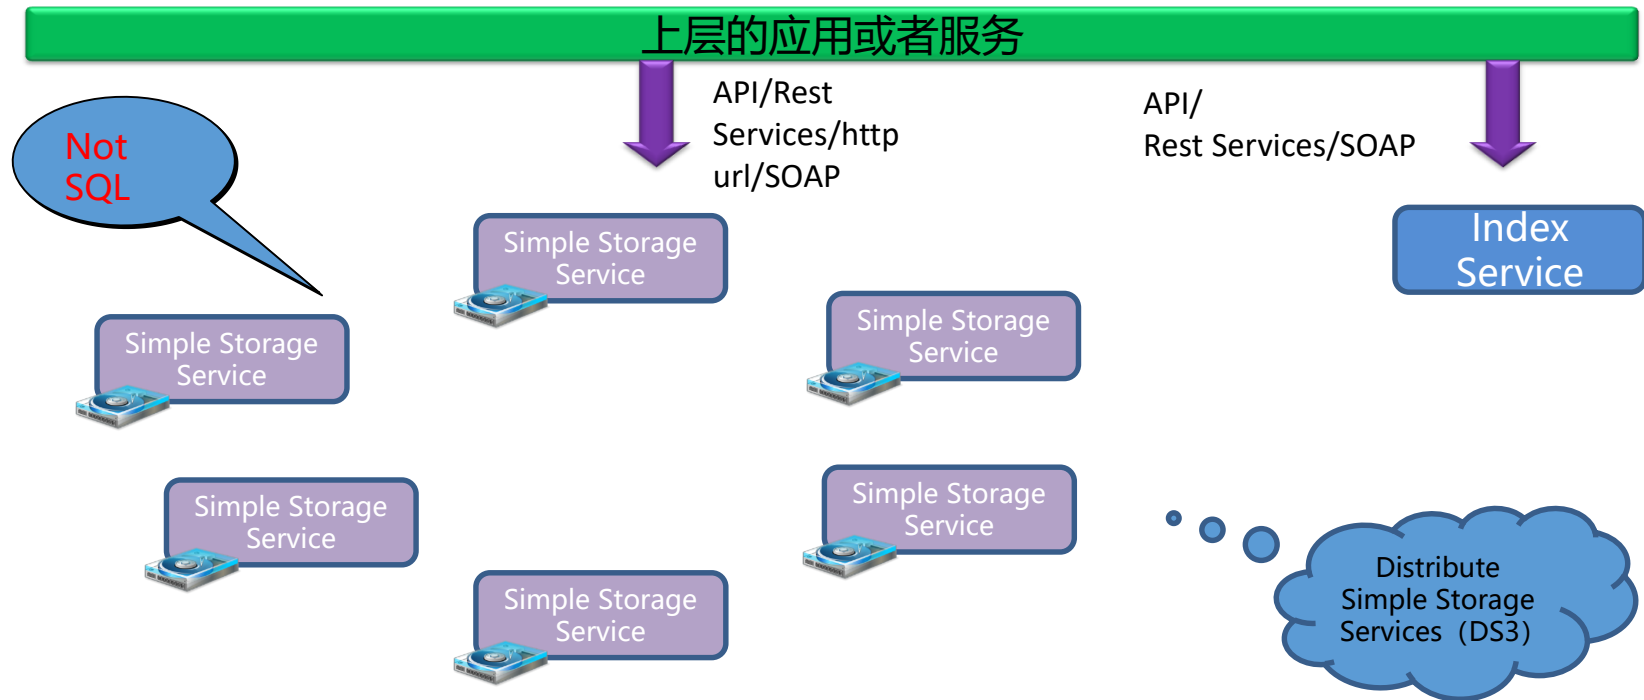 上层的应用或者服务
API/Rest
Services/http
url/SOAP
API/
Rest Services/SOAP
Not
SQL
Simple Storage
Service
Index
Service
Simple Storage
Service
Simple Storage
Service
Simple Storage
Service
Simple Storage
Service
Simple Storage
Service
Distribute
Simple Storage
Services（DS3）